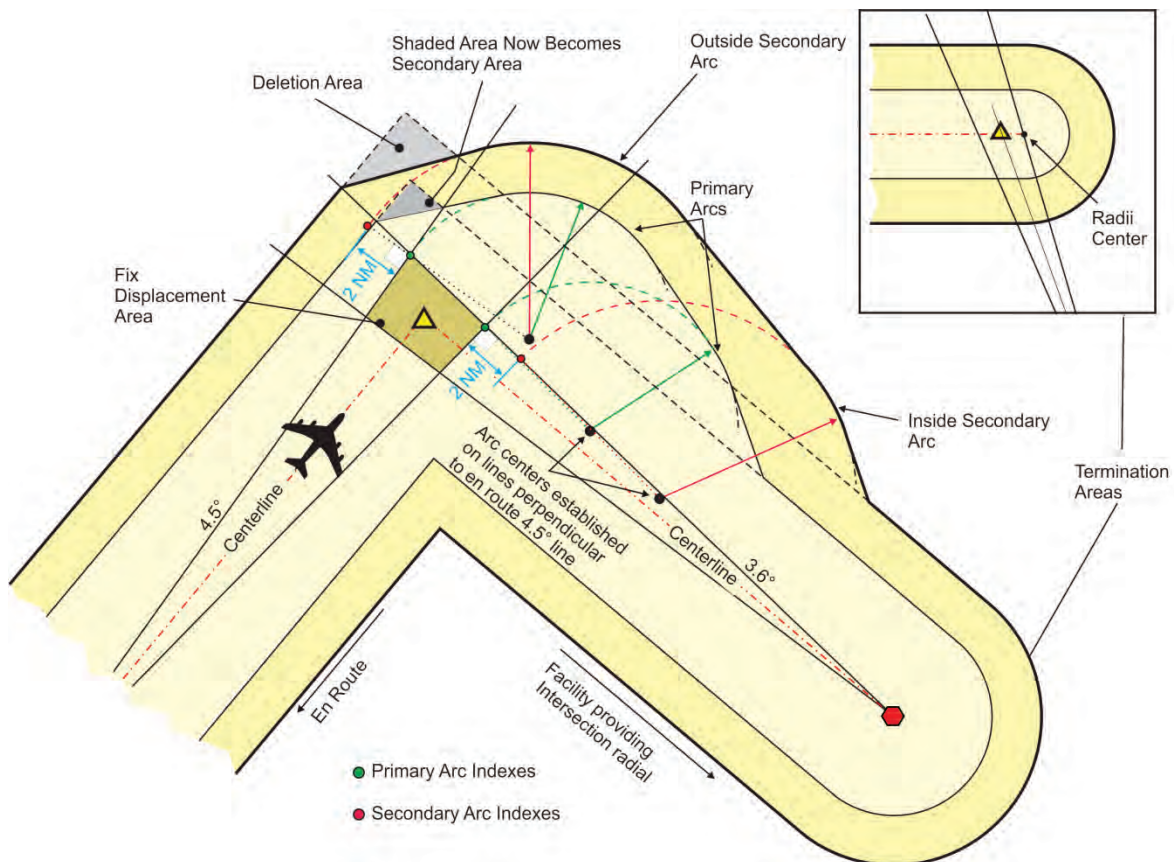 Shaded Area Now Becomes
Secondary Area
Deletion Area
Outside Secondary
Arc
Primary
Arcs
Radii
Center
Fix
Displacement
Area
2 NM
2 NM
Inside Secondary
Arc
Termination
Areas
4.5°
Centerline
Arc centers established
on lines perpendicular
to en route 4.5° line
Centerline
3.6°
En Route
Facility providing
Intersection radial
Primary Arc Indexes
Secondary Arc Indexes